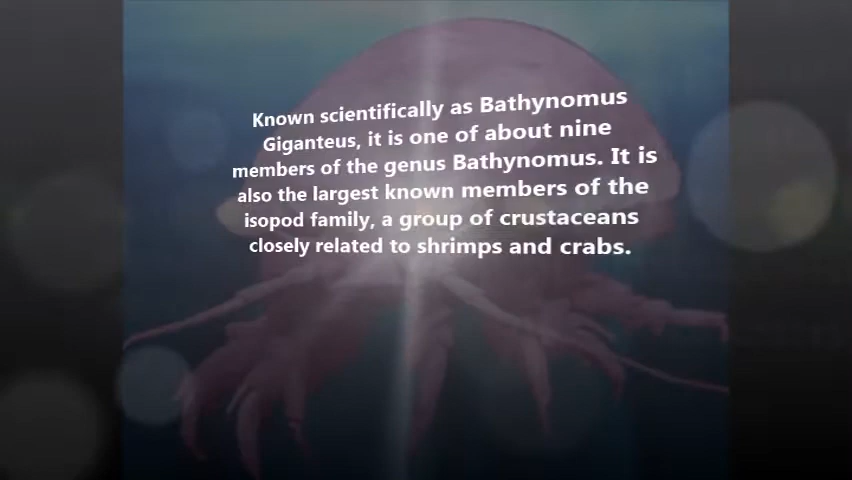 Known scientifically as Bathynomus
Giganteus, it is one of about nine
members of the genus Bathynomus. It is
also the largest known members of the
isopod family, a group of crustaceans
closely related to shrimps and crabs.